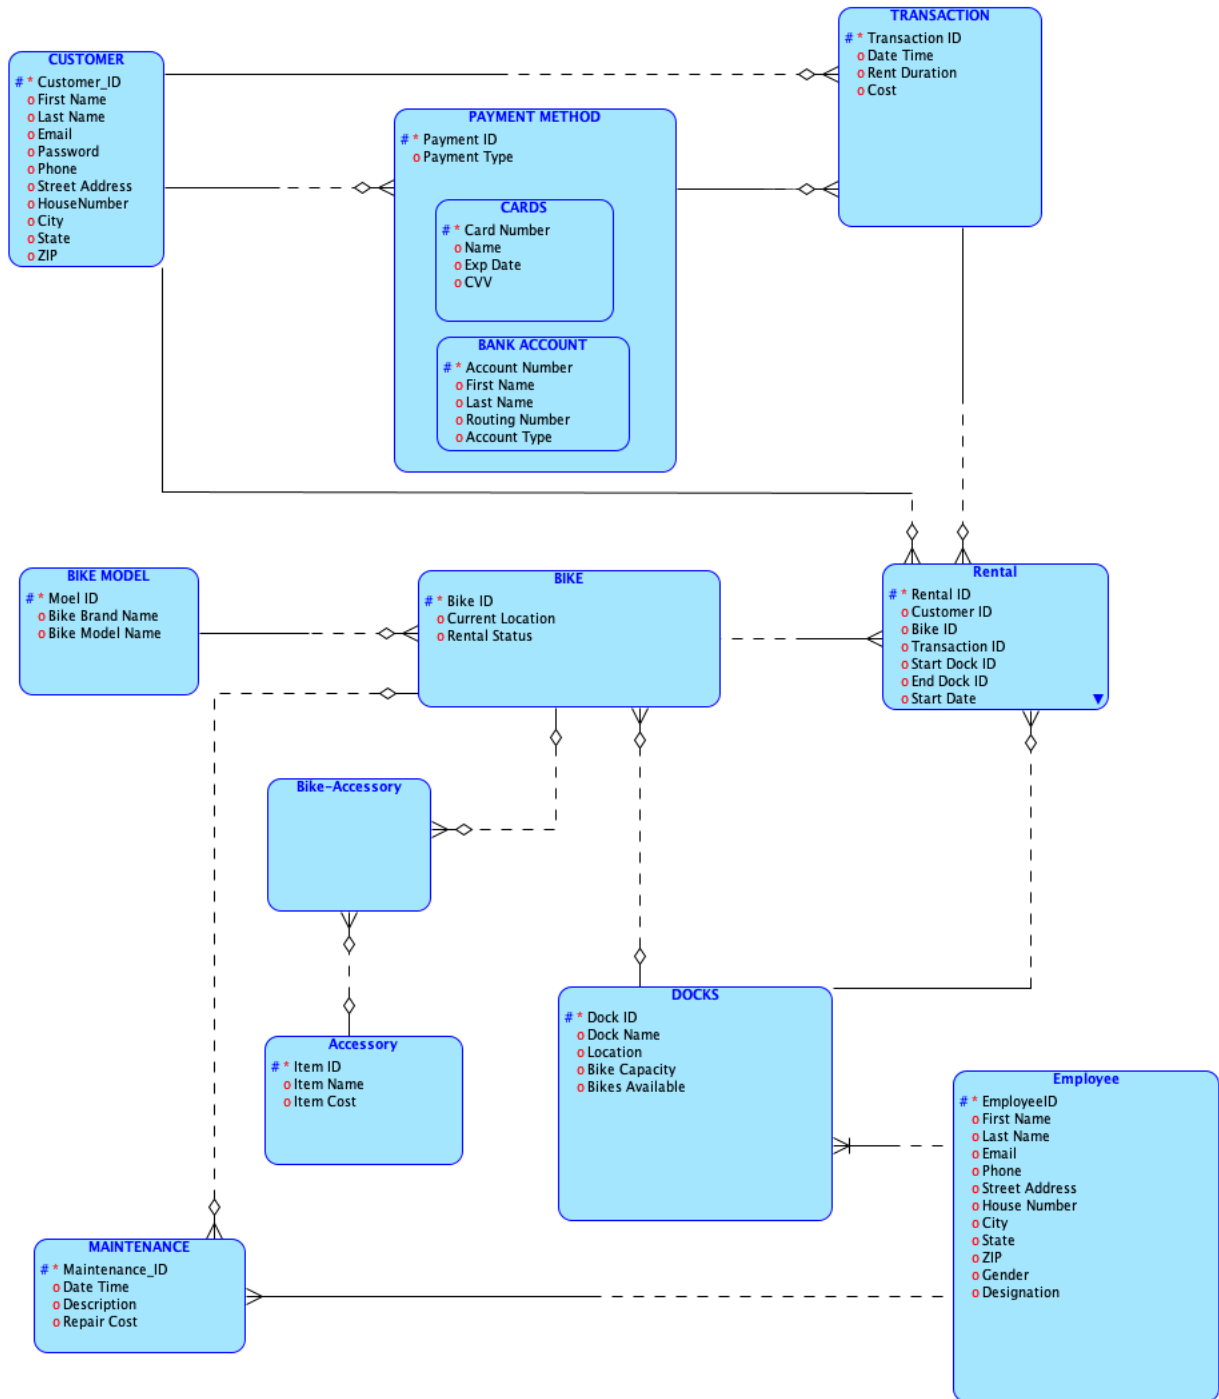 TRANSACTION
# * Transaction ID
o Date Time
o Rent Duration
o Cost
CUSTOMER
# * Customer_ID
o First Name
o Last Name
o Email
o Password
o Phone
o Street Address
o HouseNumber
o City
o State
o ZIP
PAYMENT METHOD
# * Payment ID
o Payment Type
CARDS
# * Card Number
o Name
o Exp Date
o CVV
BANK ACCOUNT
# * Account Number
o First Name
o Last Name
o Routing Number
o Account Type
BIKE MODEL
# * Moel ID
o Bike Brand Name
o Bike Model Name
BIKE
# * Bike ID
o Current Location
o Rental Status
Rental
# * Rental ID
o Customer ID
o Bike ID
o Transaction ID
o Start Dock ID
o End Dock ID
o Start Date
Bike-Accessory
Accessory
# * Item ID
o Item Name
o Item Cost
DOCKS
# * Dock ID
o Dock Name
o Location
o Bike Capacity
o Bikes Available
Employee
# * EmployeeID
o First Name
o Last Name
o Email
o Phone
o Street Address
o House Number
o City
o State
o ZIP
o Gender
o Designation
MAINTENANCE
# * Maintenance_ID
o Date Time
o Description
o Repair Cost